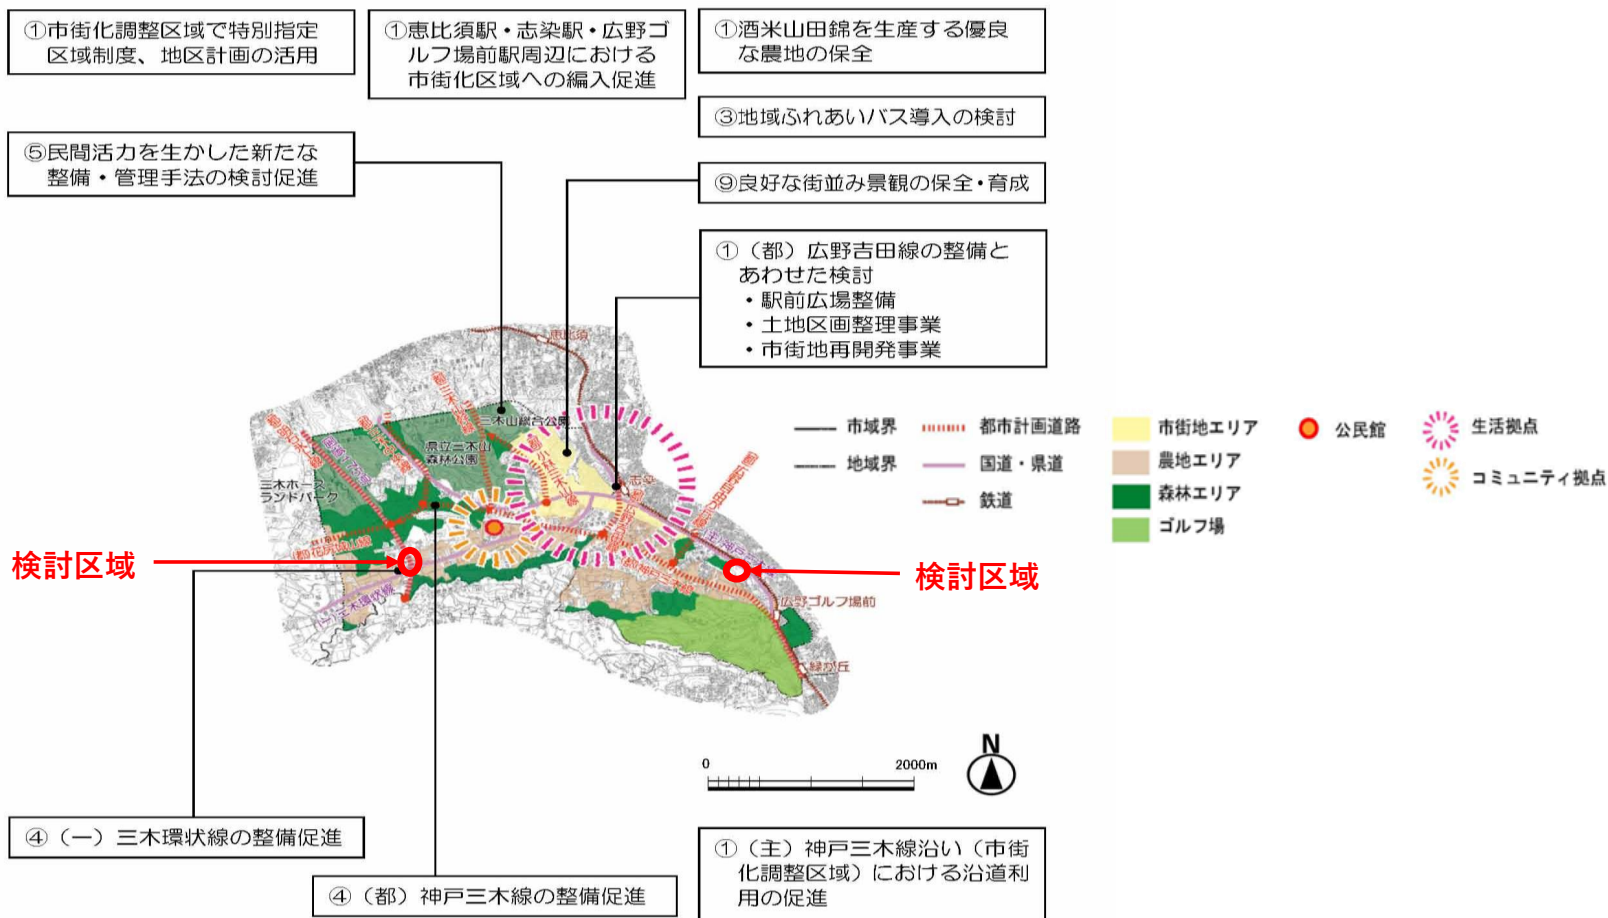 ①市街化調整区域で特別指定
区域制度、地区計画の活用
①恵比須駅・志染駅・広野ゴ
ルフ場前駅周辺における
市街化区域への編入促進
①酒米山田錦を生産する優良
な農地の保全
③地域ふれあいバス導入の検討
⑤民間活力を生かした新たな
整備・管理手法の検討促進
⑨良好な街並み景観の保全・育成
①（都）広野吉田線の整備と
あわせた検討
・駅前広場整備
・土地区画整理事業
・市街地再開発事業
恵比須
三木山総合公園
県立三木山
森林公園
三木ホース
ランドパーク
志染
広野ゴルフ場前
緑が丘
(一)三木環状線
検討区域
検討区域
市域界
地域界
都市計画道路
国道・県道
鉄道
市街地エリア
農地エリア
森林エリア
ゴルフ場
公民館
生活拠点
コミュニティ拠点
0
2000m
N
④（一）三木環状線の整備促進
④（都）神戸三木線の整備促進
①（主）神戸三木線沿い（市街
化調整区域）における沿道利
用の促進